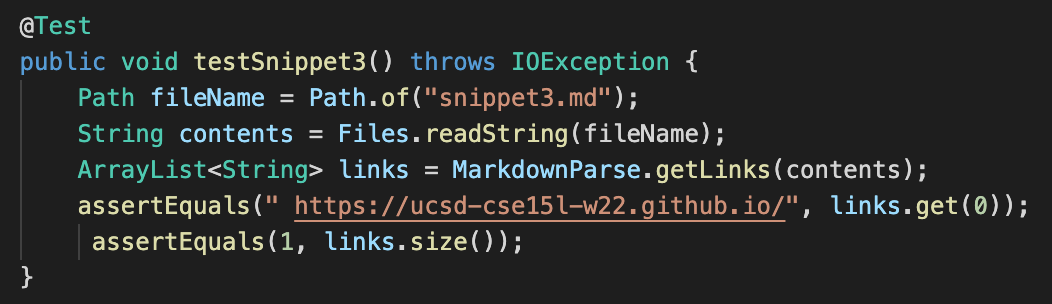 @Test
public void testSnippet3() throws IOException {
    Path fileName = Path.of("snippet3.md");
    String contents = Files.readString(fileName);
    ArrayList<String> links = MarkdownParse.getLinks(contents);
    assertEquals(" https://ucsd-cse15l-w22.github.io/", links.get(0));
     assertEquals(1, links.size());
}